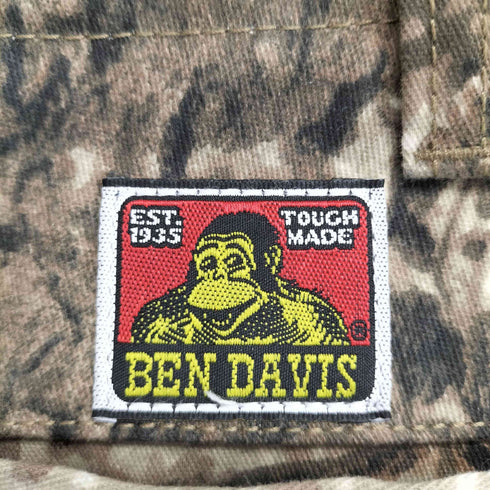 EST. TOUGH
1935 MADE
®
BEN DAVIS